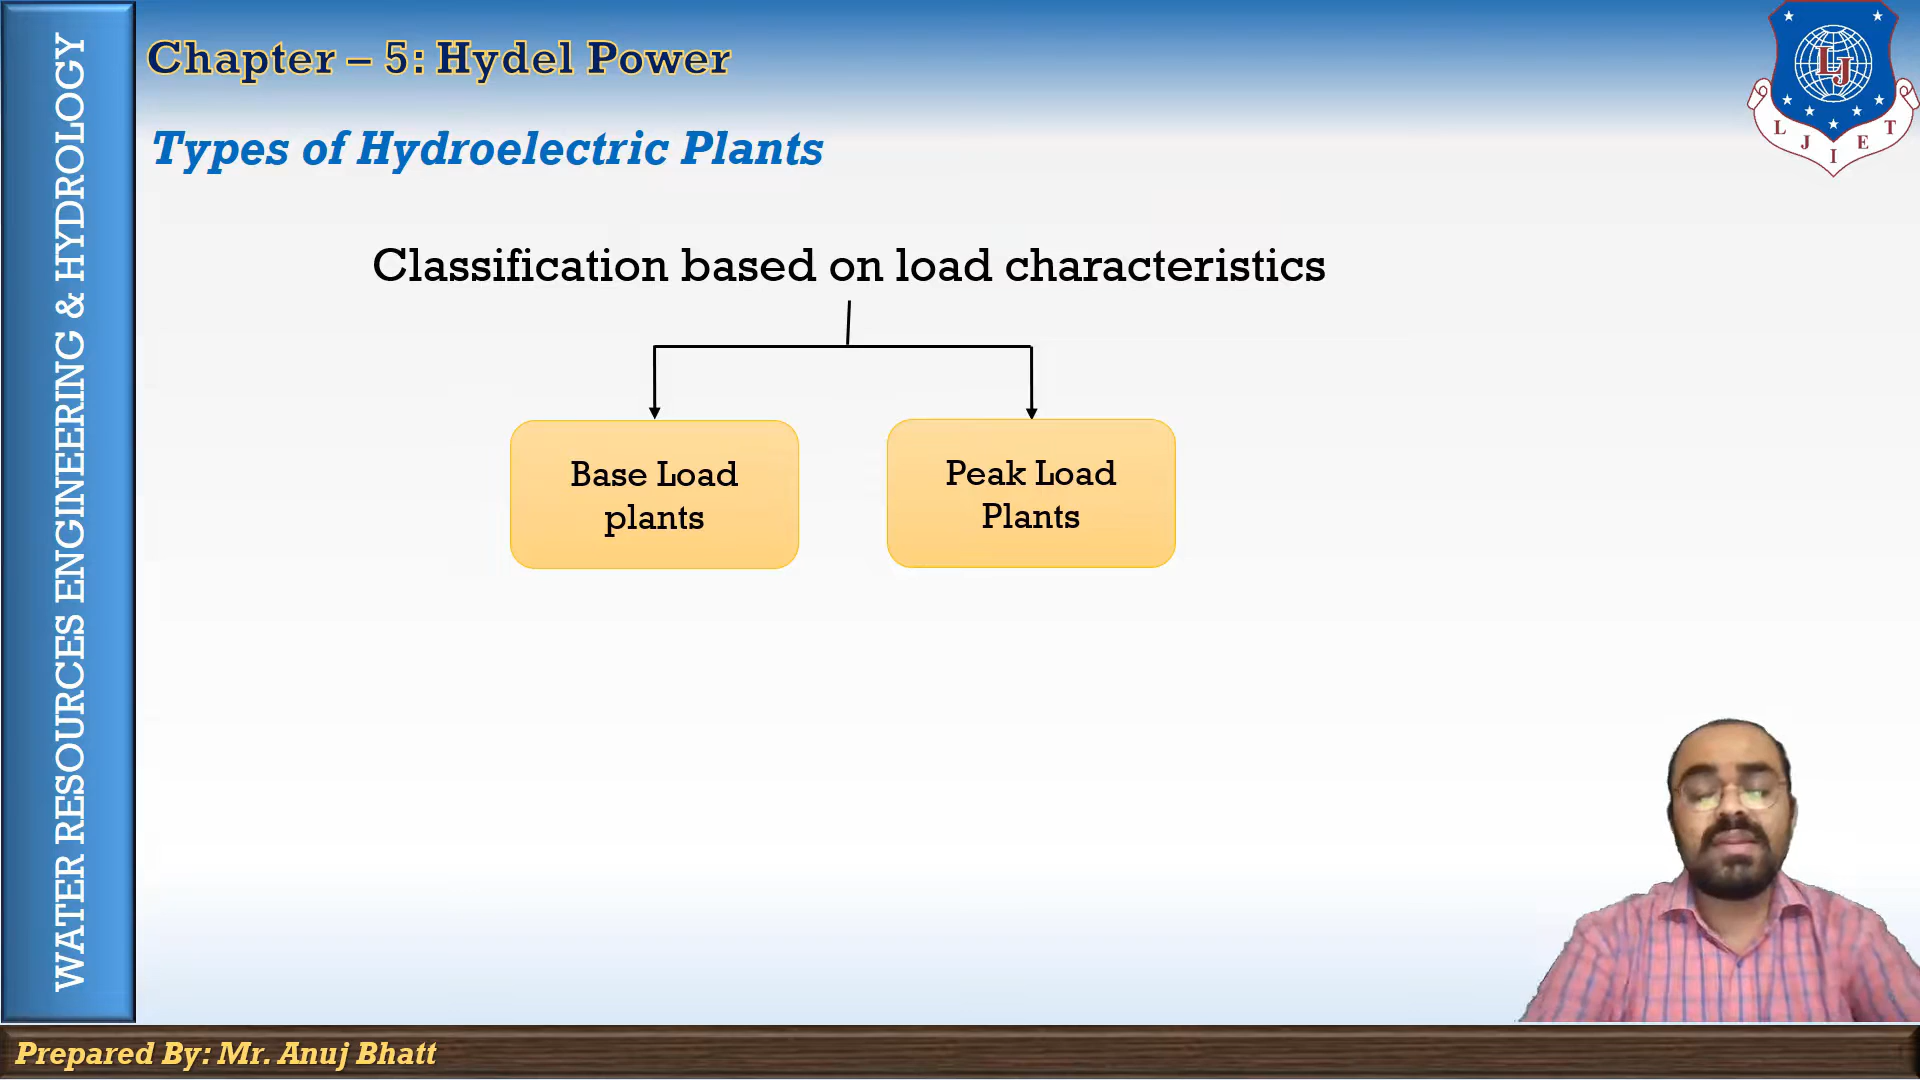 WATER RESOURCES ENGINEERING & HYDROLOGY
Chapter – 5: Hydel Power
Types of Hydroelectric Plants
LJ
L J I E T
Classification based on load characteristics
Base Load
plants
Peak Load
Plants
Prepared By: Mr. Anuj Bhatt